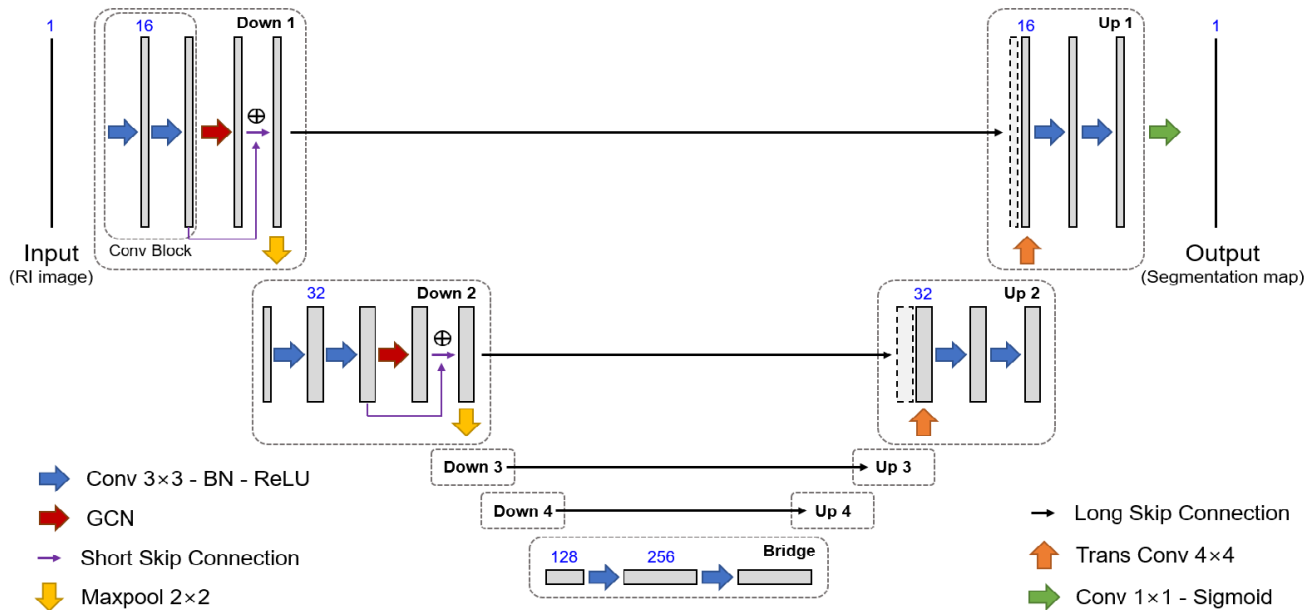 1
16
Down 1
16
Up 1
1
Conv Block
Input
(RI image)
Output
(Segmentation map)
32
Down 2
32
Up 2
Down 3
Up 3
Down 4
Up 4
128
256
Bridge
Conv 3×3 - BN - ReLU
GCN
Short Skip Connection
Maxpool 2×2
Long Skip Connection
Trans Conv 4×4
Conv 1×1 - Sigmoid